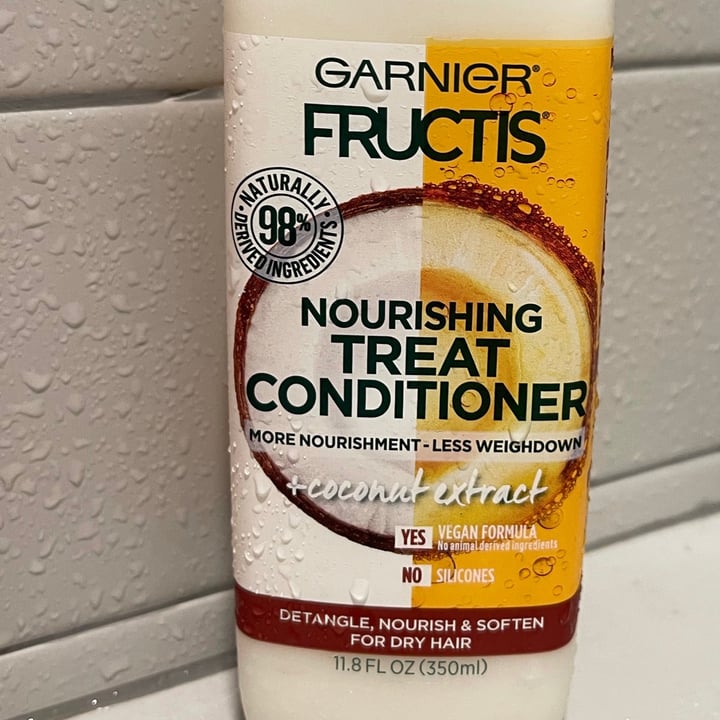 GARNIER®
FRUCTIS®
NATURALLY
98%
DERIVED INGREDIENTS
NOURISHING
TREAT
CONDITIONER
MORE NOURISHMENT - LESS WEIGHDOWN
+coconut extract
YES VEGAN FORMULA
No animal derived ingredients
NO SILICONES
DETANGLE, NOURISH & SOFTEN
FOR DRY HAIR
11.8 FL OZ (350ml)